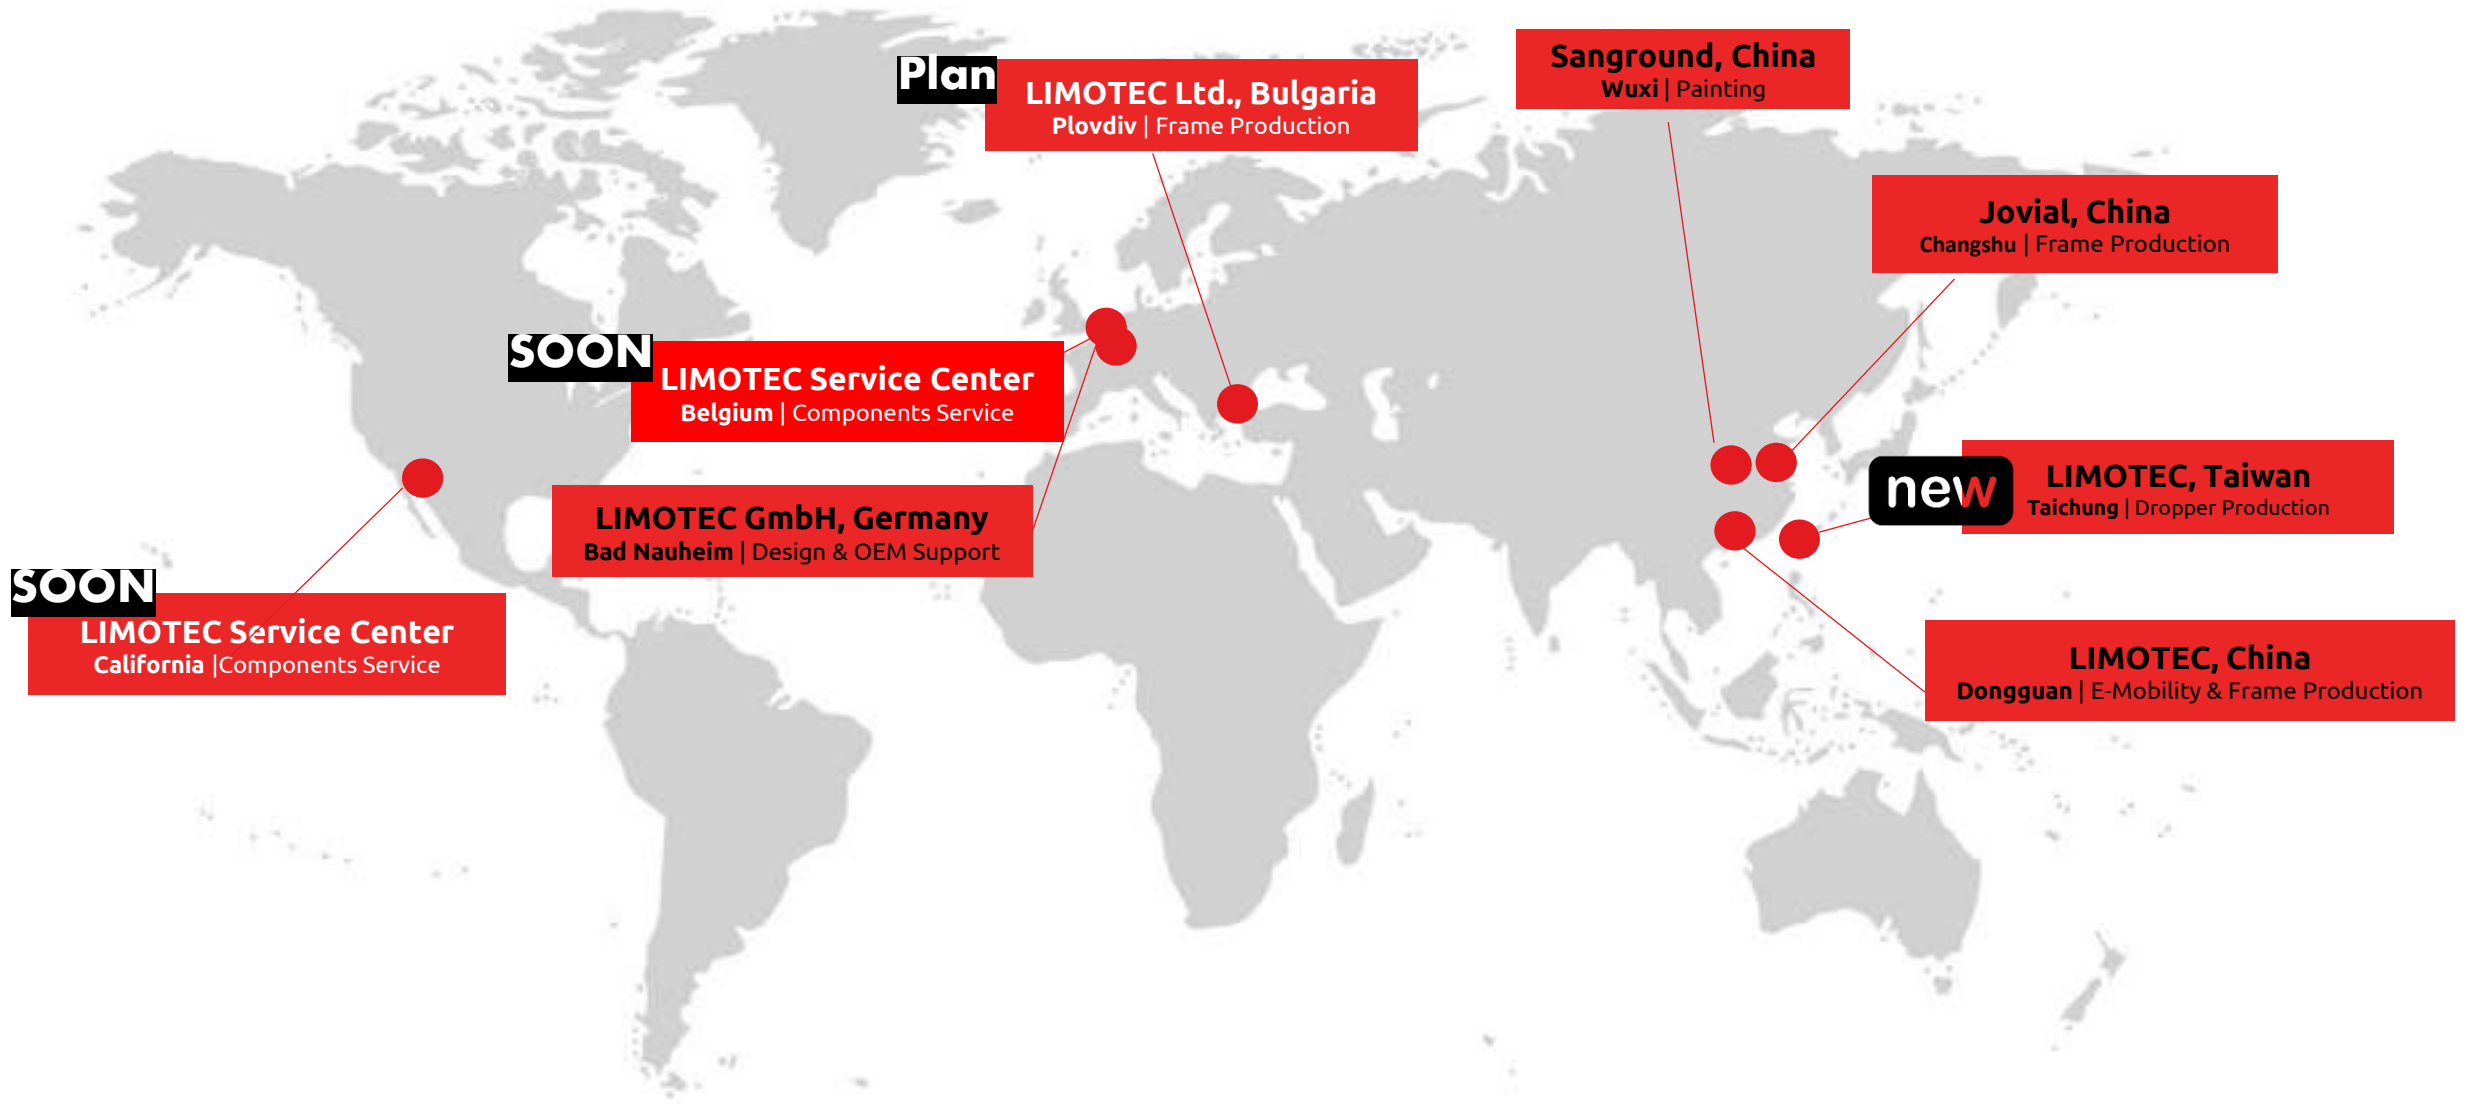 Plan
LIMOTEC Ltd., Bulgaria
Plovdiv | Frame Production
Sanground, China
Wuxi | Painting
Jovial, China
Changshu | Frame Production
SOON
LIMOTEC Service Center
Belgium | Components Service
new
LIMOTEC, Taiwan
Taichung | Dropper Production
LIMOTEC GmbH, Germany
Bad Nauheim | Design & OEM Support
SOON
LIMOTEC Service Center
California |Components Service
LIMOTEC, China
Dongguan | E-Mobility & Frame Production